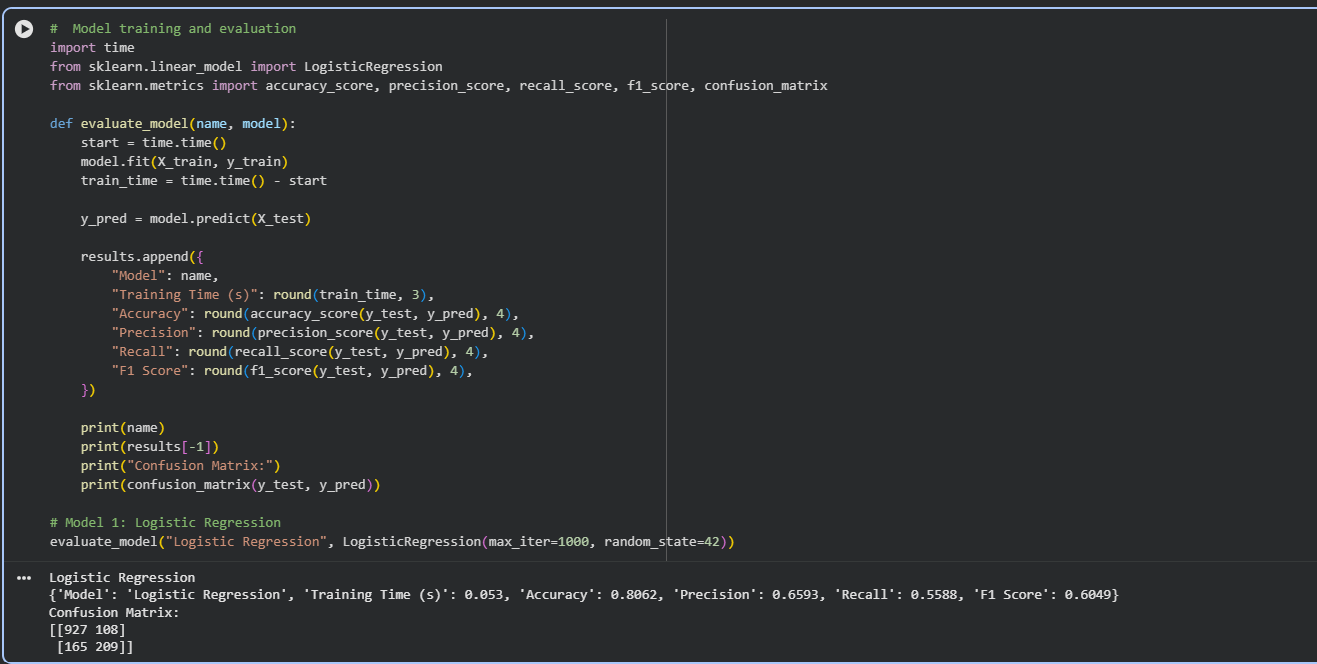 #  Model training and evaluation
import time
from sklearn.linear_model import LogisticRegression
from sklearn.metrics import accuracy_score, precision_score, recall_score, f1_score, confusion_matrix

def evaluate_model(name, model):
    start = time.time()
    model.fit(X_train, y_train)
    train_time = time.time() - start

    y_pred = model.predict(X_test)

    results.append({
        "Model": name,
        "Training Time (s)": round(train_time, 3),
        "Accuracy": round(accuracy_score(y_test, y_pred), 4),
        "Precision": round(precision_score(y_test, y_pred), 4),
        "Recall": round(recall_score(y_test, y_pred), 4),
        "F1 Score": round(f1_score(y_test, y_pred), 4),
    })

    print(name)
    print(results[-1])
    print("Confusion Matrix:")
    print(confusion_matrix(y_test, y_pred))

# Model 1: Logistic Regression
evaluate_model("Logistic Regression", LogisticRegression(max_iter=1000, random_state=42))
Logistic Regression
{'Model': 'Logistic Regression', 'Training Time (s)': 0.053, 'Accuracy': 0.8062, 'Precision': 0.6593, 'Recall': 0.5588, 'F1 Score': 0.6049}
Confusion Matrix:
[[927 108]
 [165 209]]